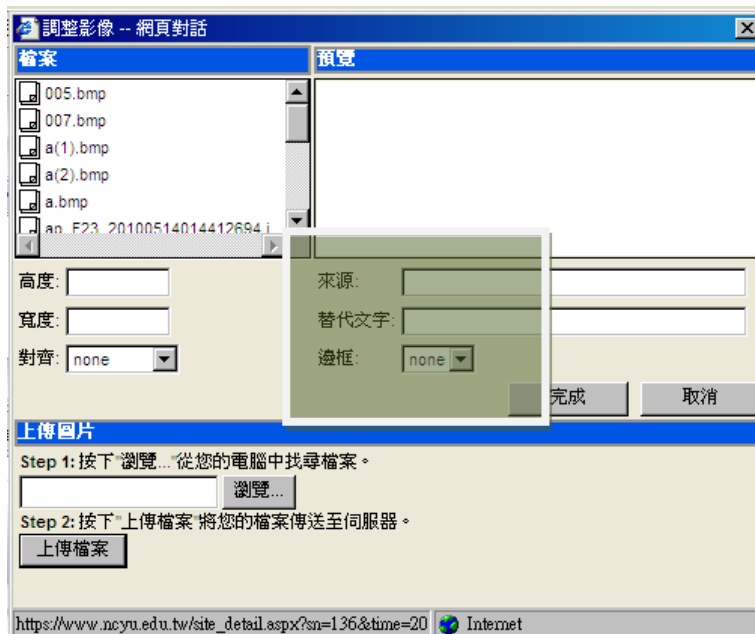 調整影像 -- 網頁對話
檔案
預覽
005.bmp
007.bmp
a(1).bmp
a(2).bmp
a.bmp
ap_F23_20100514014412694.j
高度:
來源:
寬度:
替代文字:
對齊: none
邊框: none
完成
取消
上傳圖片
Step 1: 按下"瀏覽..."從您的電腦中找尋檔案。
瀏覽...
Step 2: 按下"上傳檔案"將您的檔案傳送至伺服器。
上傳檔案
https://www.ncyu.edu.tw/site_detail.aspx?sn=136&time=20
Internet